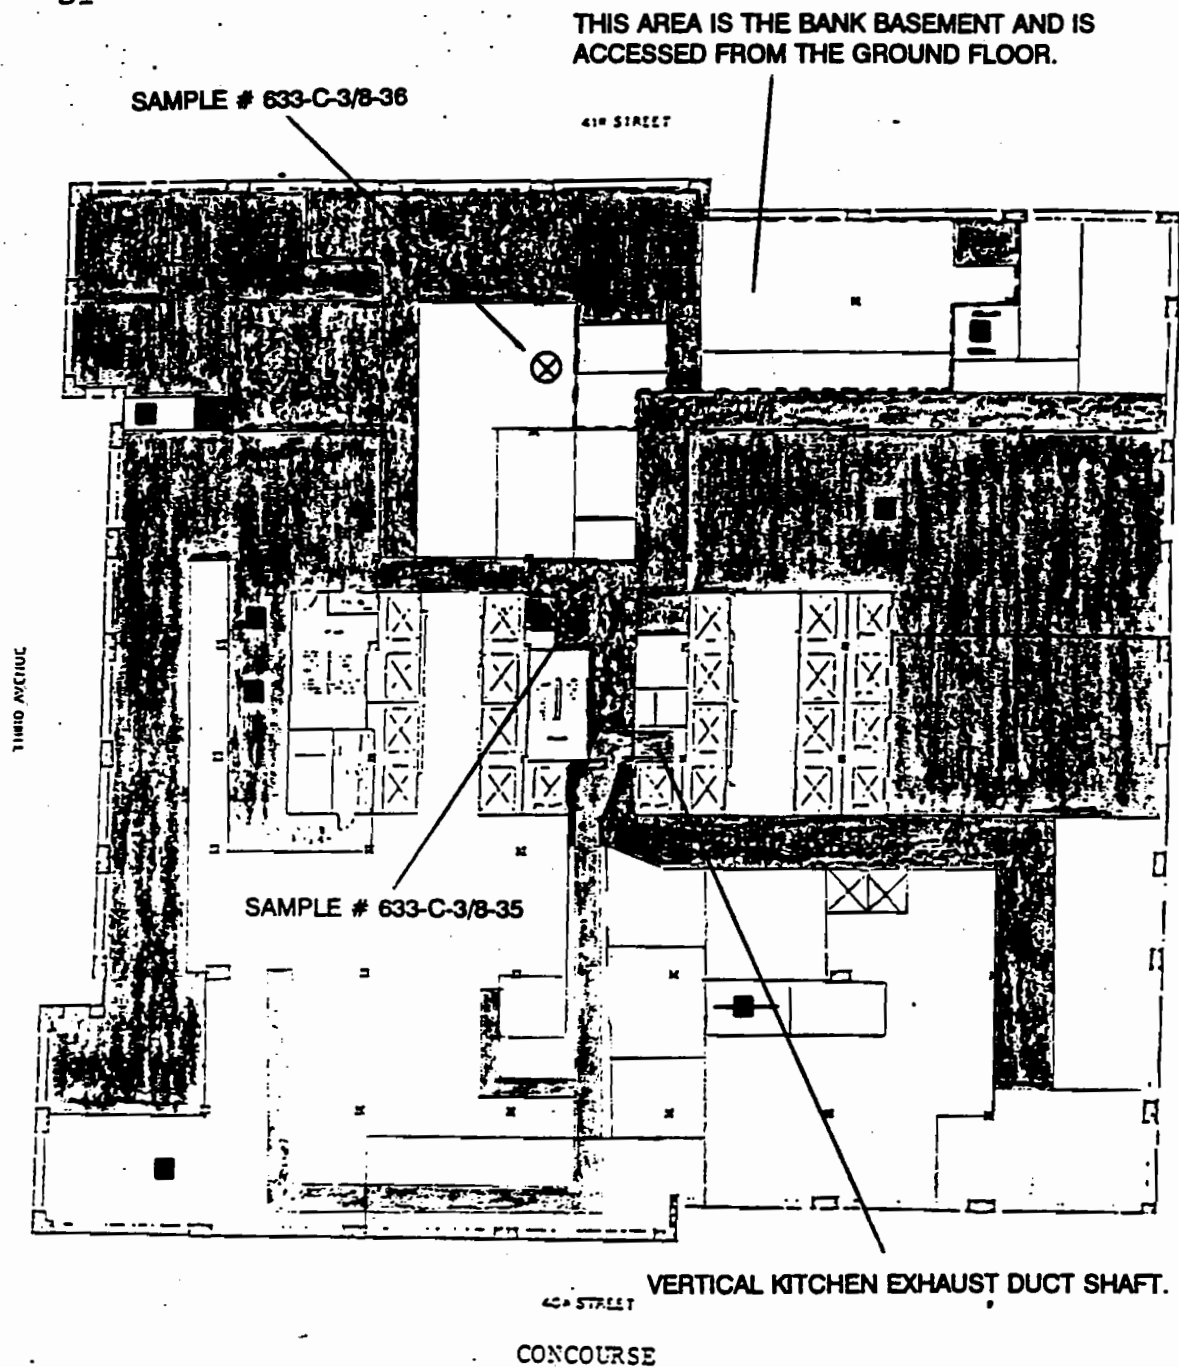 THIS AREA IS THE BANK BASEMENT AND IS
ACCESSED FROM THE GROUND FLOOR.
SAMPLE # 633-C-3/8-36
41st STREET
THIRD AVENUE
SAMPLE # 633-C-3/8-35
VERTICAL KITCHEN EXHAUST DUCT SHAFT.
STREET
CONCOURSE